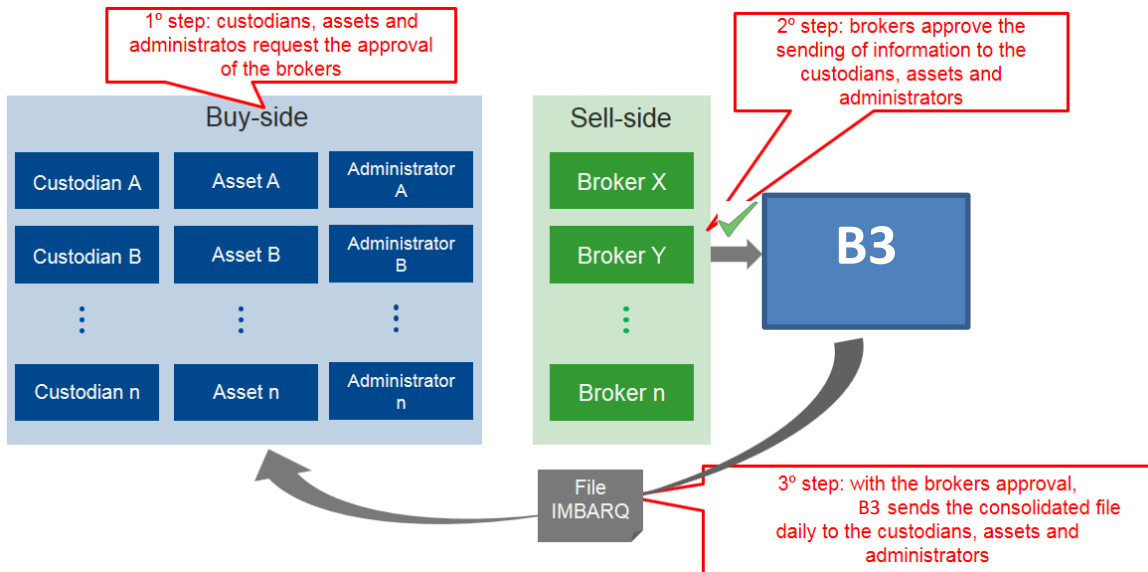 1º step: custodians, assets and
administratos request the approval
of the brokers
2º step: brokers approve the
sending of information to the
custodians, assets and
administrators
Buy-side
Sell-side
Custodian A
Asset A
Administrator
A
Broker X
Custodian B
Asset B
Administrator
B
Broker Y
B3
Custodian n
Asset n
Administrator
n
Broker n
File
IMBARQ
3º step: with the brokers approval,
B3 sends the consolidated file
daily to the custodians, assets and
administrators